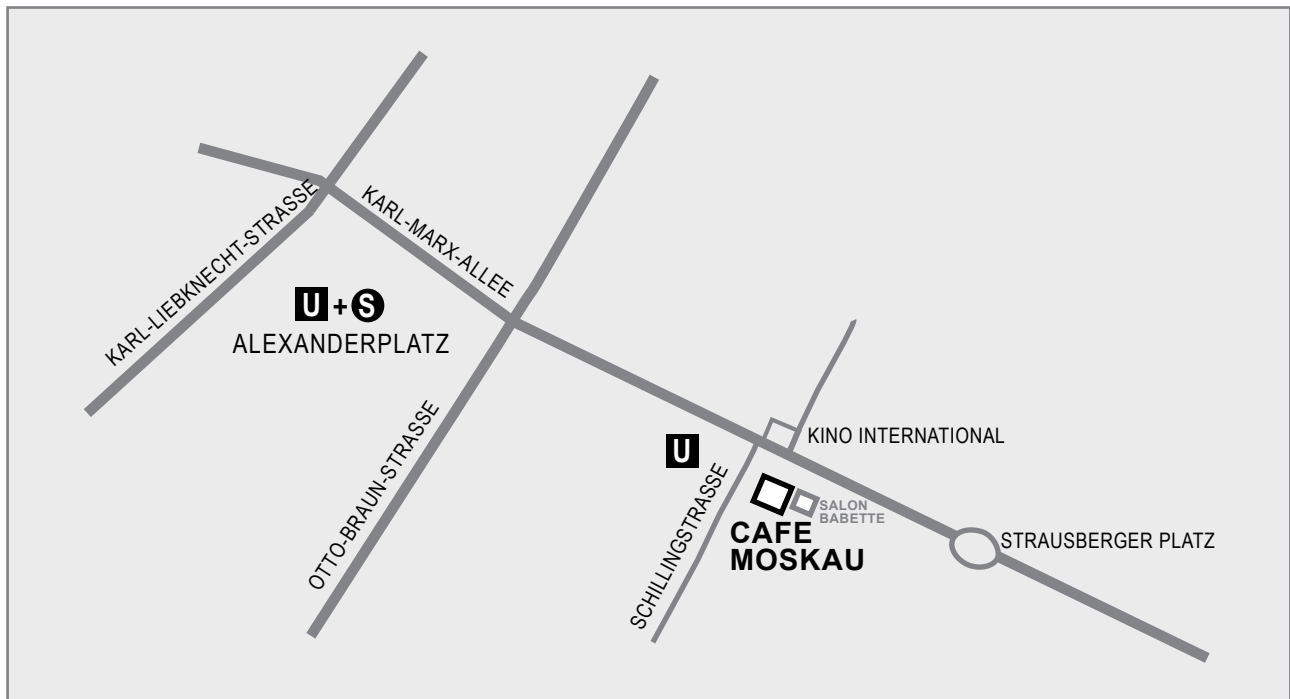 KARL-LIEBKNECHT-STRASSE
KARL-MARX-ALLEE
U + S
ALEXANDERPLATZ
OTTO-BRAUN-STRASSE
U
SCHILLINGSTRASSE
KINO INTERNATIONAL
SALON
BABETTE
CAFE
MOSKAU
STRAUSBERGER PLATZ